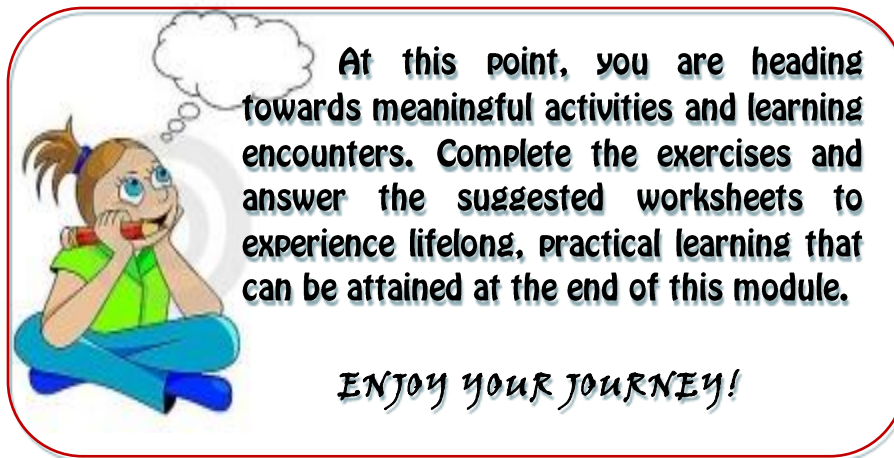 At this point, you are heading
towards meaningful activities and learning
encounters. Complete the exercises and
answer the suggested worksheets to
experience lifelong, practical learning that
can be attained at the end of this module.
ENJOY YOUR JOURNEY!